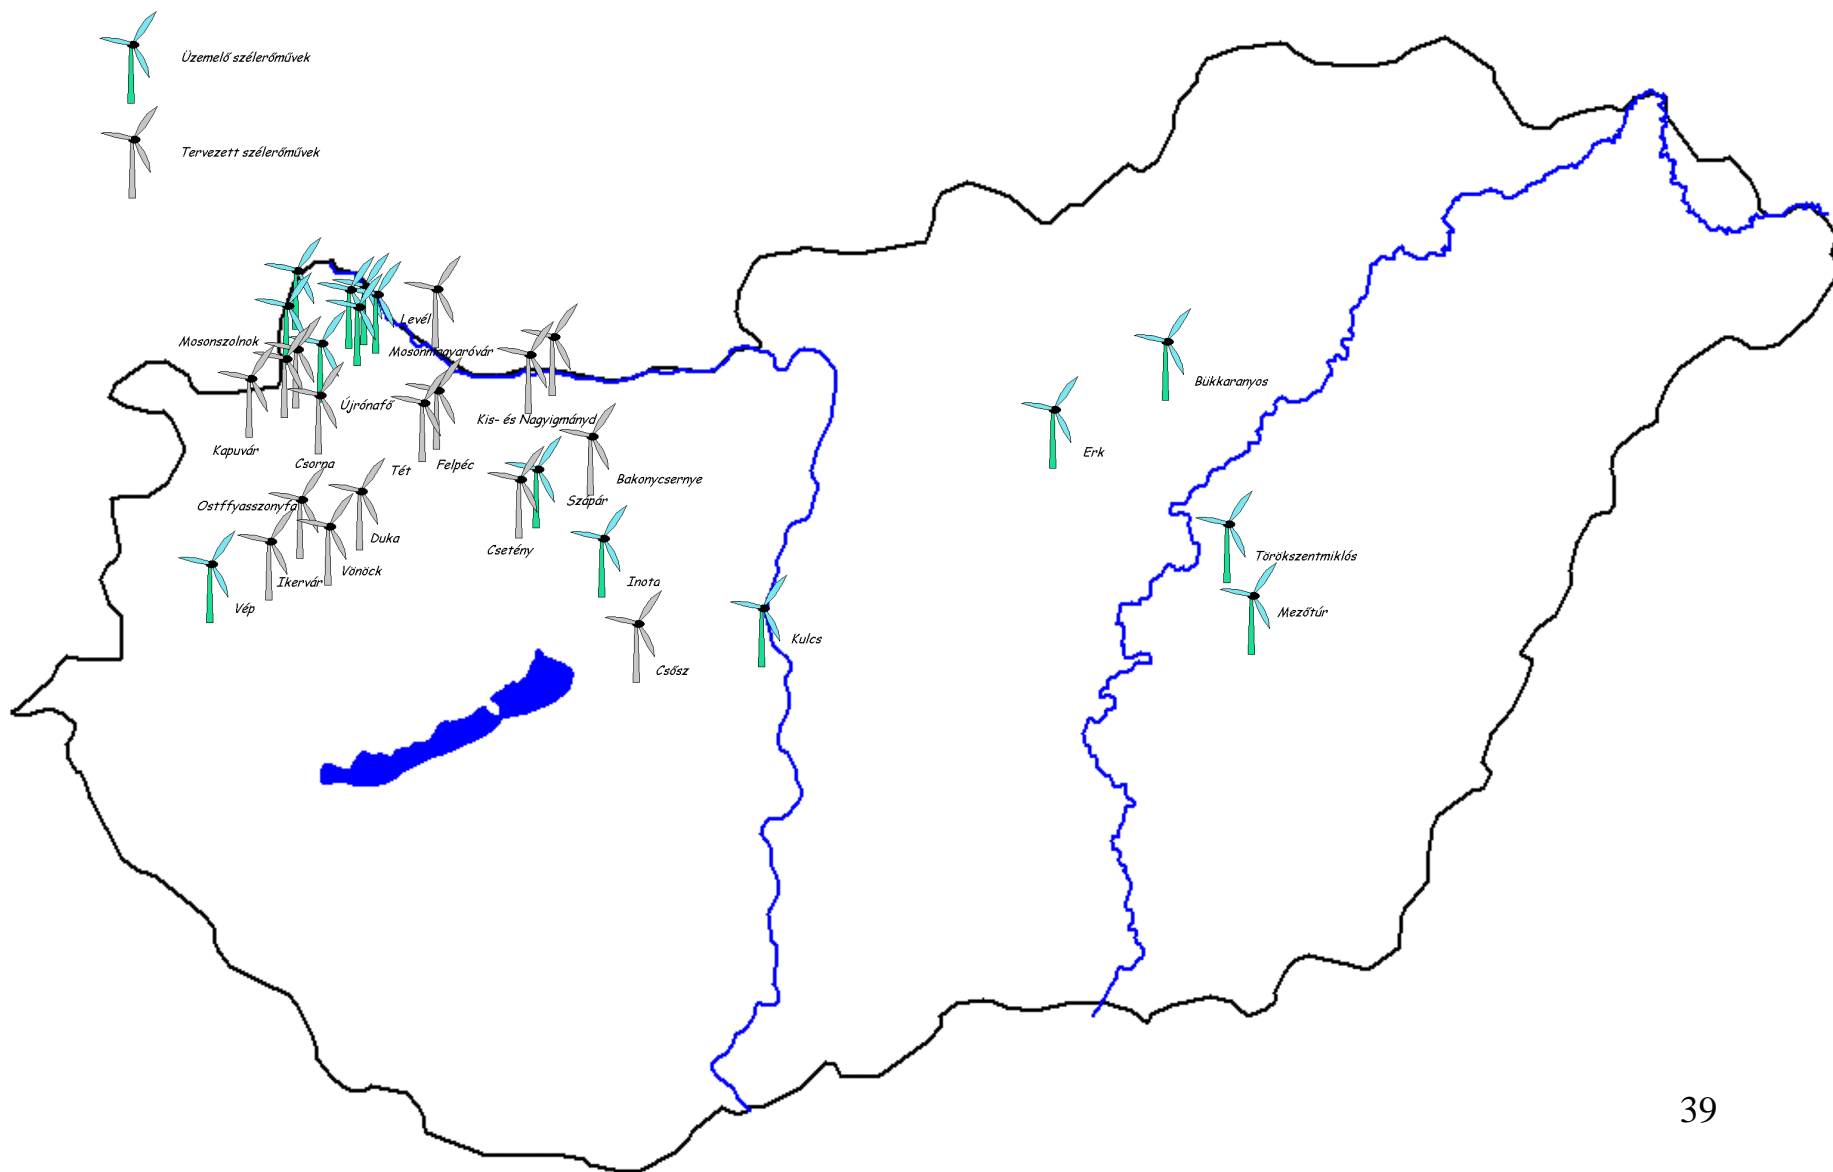 Üzemelő szélerőművek
Tervezett szélerőművek
Levél
Mosonszolnok
Mosonmagyaróvár
Bükkaranyos
Újrónafő
Kis- és Nagyigmányd
Kapuvár
Csorna
Tét
Felpéc
Erk
Bakonycsernye
Ostffyasszonyfa
Szápár
Duka
Csetény
Törökszentmiklós
Vönöck
Ikervár
Inota
Vép
Mezőtúr
Kulcs
Csősz
39